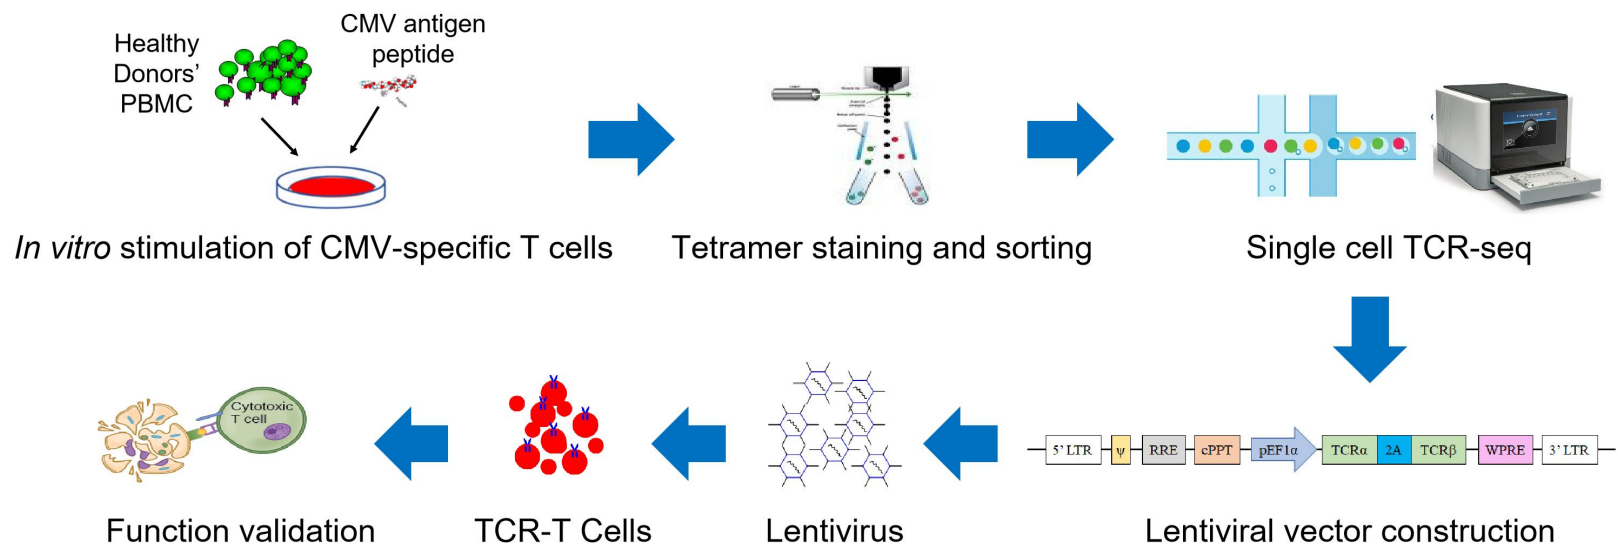 Healthy
Donors'
PBMC
CMV antigen
peptide
In vitro stimulation of CMV-specific T cells
Tetramer staining and sorting
Single cell TCR-seq
Cytotoxic
T cell
5' LTR
ψ
RRE
cPPT
pEF1α
TCRα
2A
TCRβ
WPRE
3' LTR
Function validation
TCR-T Cells
Lentivirus
Lentiviral vector construction